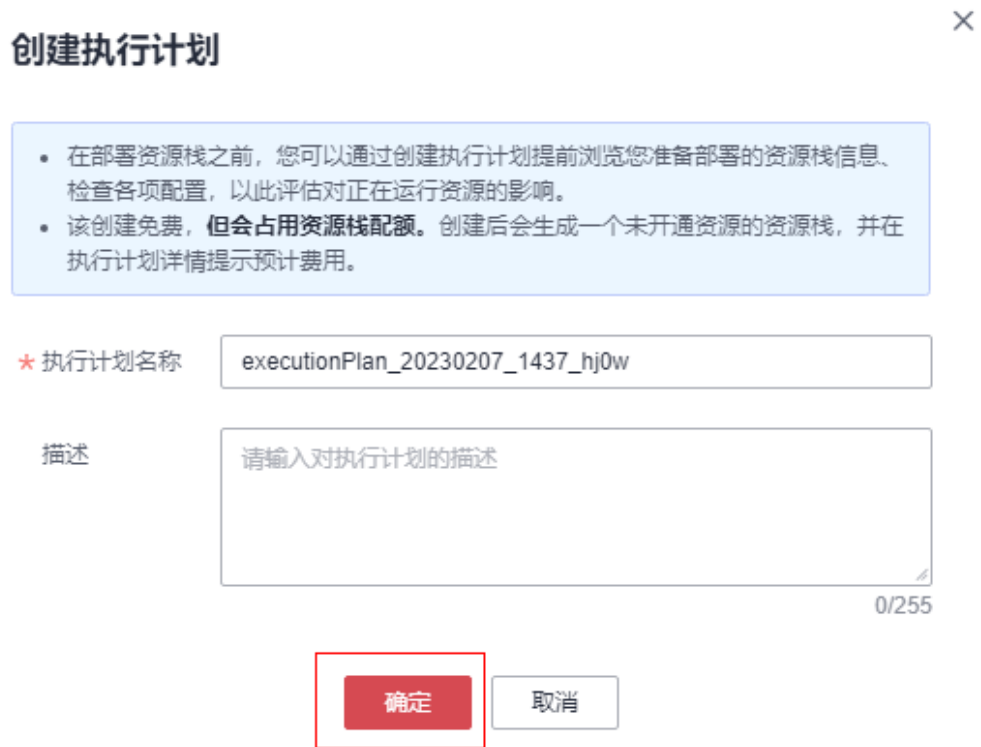 创建执行计划
在部署资源栈之前，您可以通过创建执行计划提前浏览您准备部署的资源栈信息、
检查各项配置，以此评估对正在运行资源的影响。
该创建免费，但会占用资源栈配额。创建后会生成一个未开通资源的资源栈，并在
执行计划详情提示预计费用。
* 执行计划名称 executionPlan_20230207_1437_hj0w
描述 请输入对执行计划的描述
0/255
确定 取消